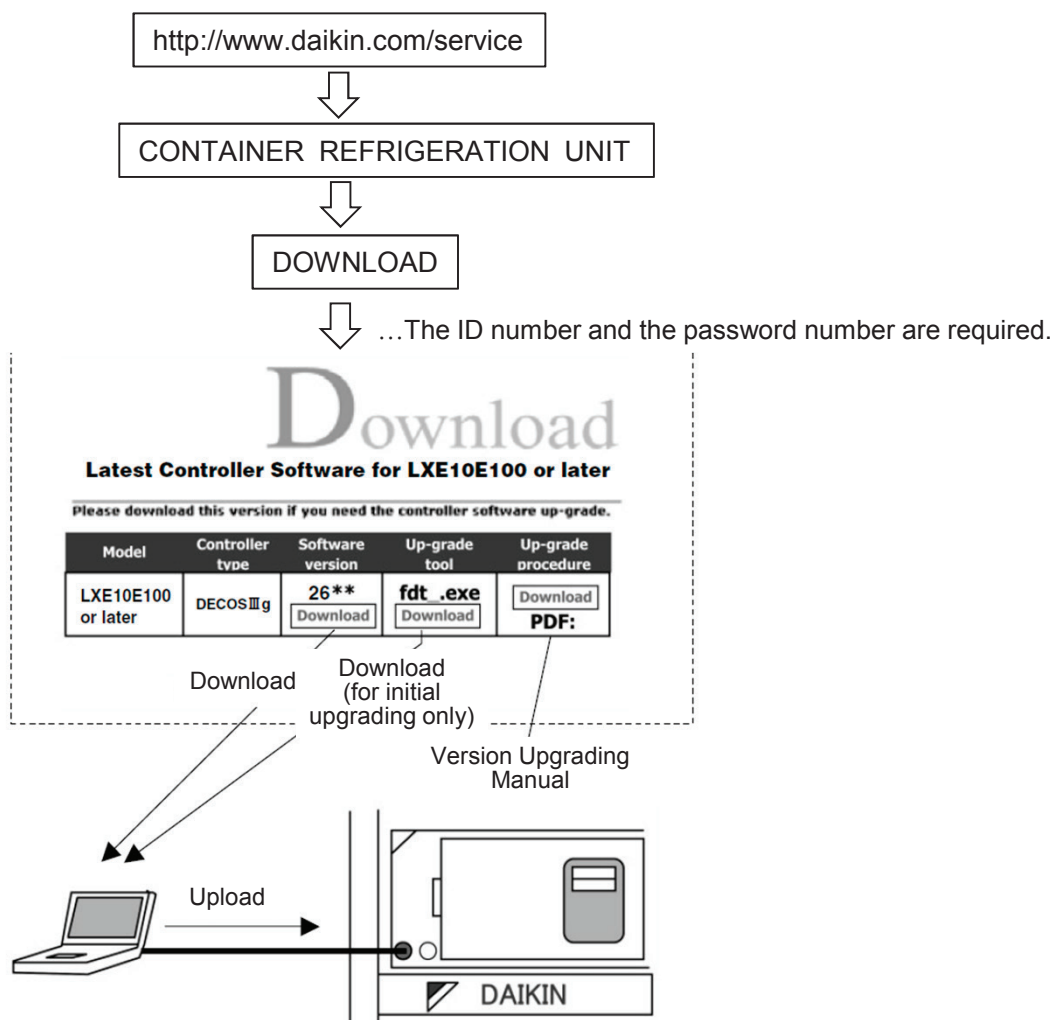 http://www.daikin.com/service
CONTAINER REFRIGERATION UNIT
DOWNLOAD
…The ID number and the password number are required.
Download
Latest Controller Software for LXE10E100 or later
Please download this version if you need the controller software up-grade.
Model
Controller type
Software version
Up-grade tool
Up-grade procedure
LXE10E100
or later
DECOSⅢg
26**
Download
fdt_.exe
Download
Download
PDF:
Download
Download
(for initial
upgrading only)
Version Upgrading
Manual
Upload
DAIKIN